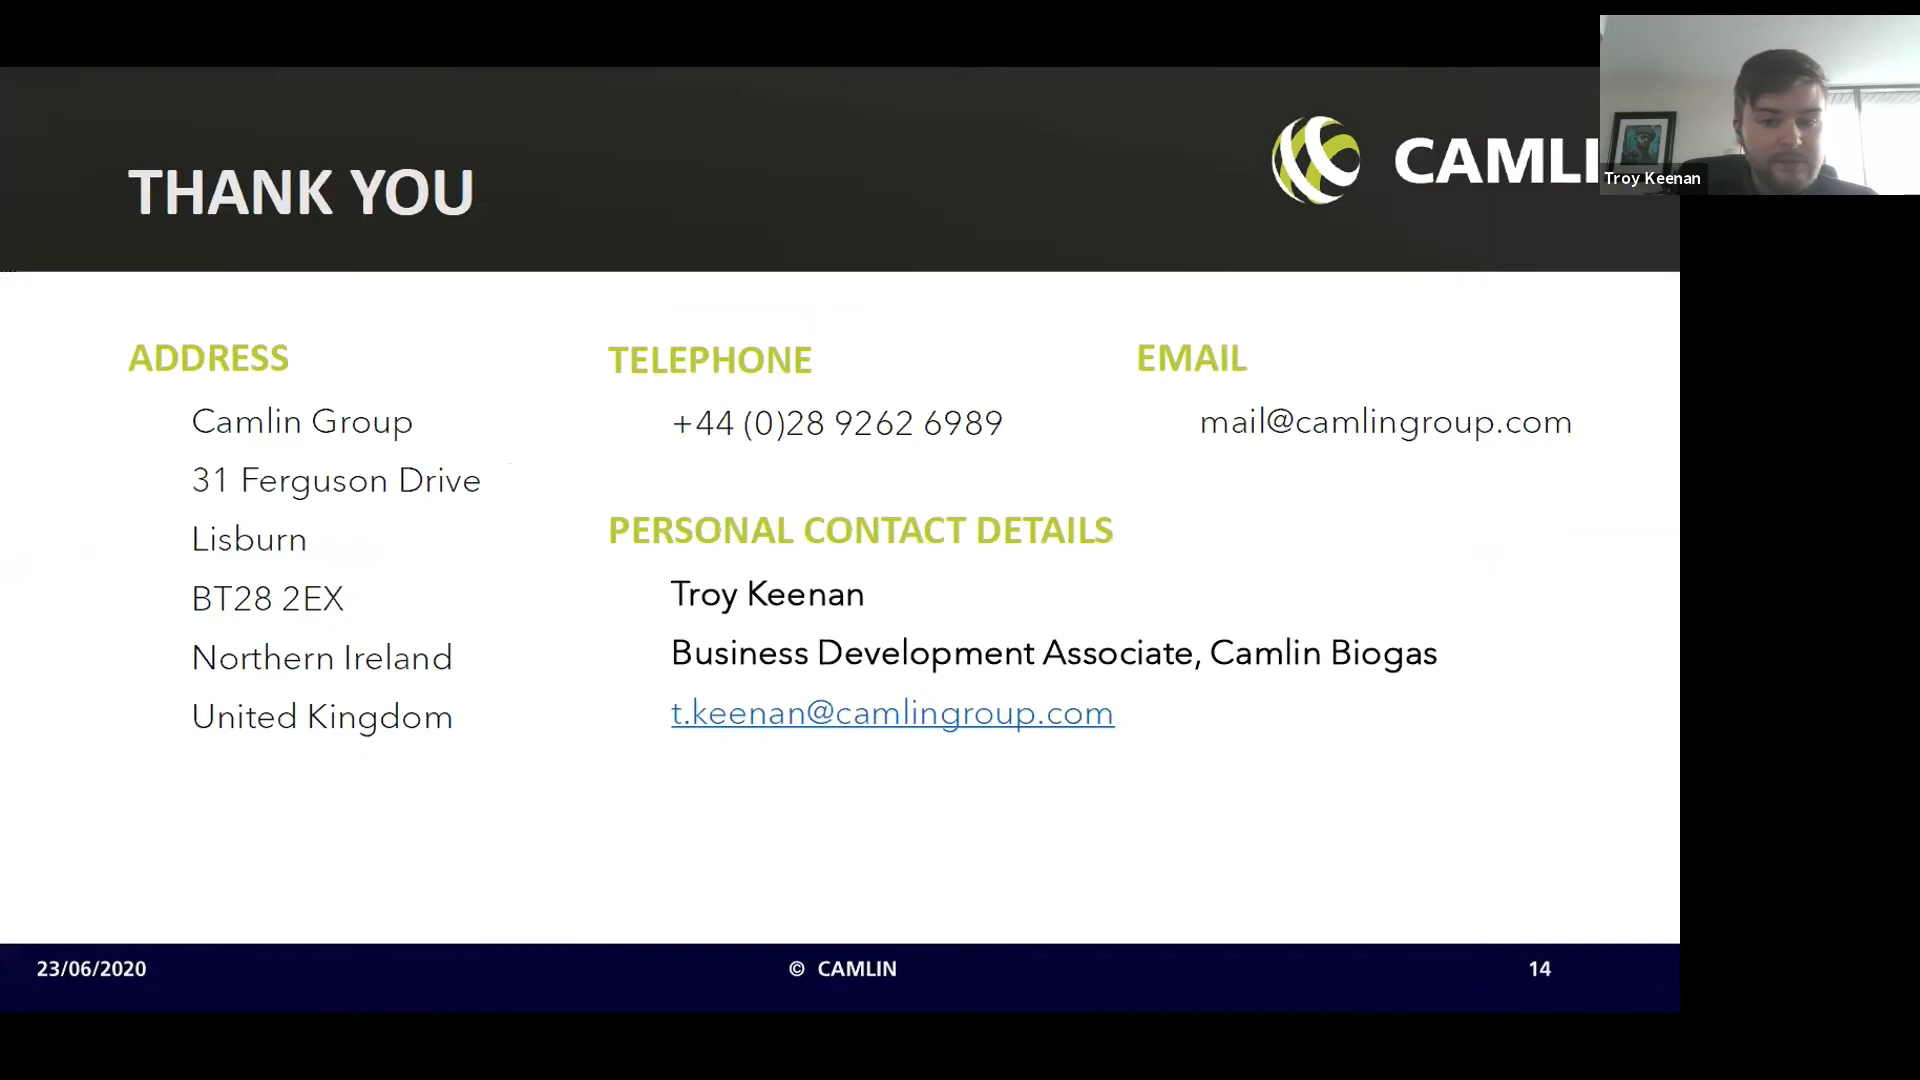 THANK YOU
CAMLI
Troy Keenan
ADDRESS
Camlin Group
31 Ferguson Drive
Lisburn
BT28 2EX
Northern Ireland
United Kingdom
TELEPHONE
+44 (0)28 9262 6989
EMAIL
mail@camlingroup.com
PERSONAL CONTACT DETAILS
Troy Keenan
Business Development Associate, Camlin Biogas
t.keenan@camlingroup.com
23/06/2020
© CAMLIN
14